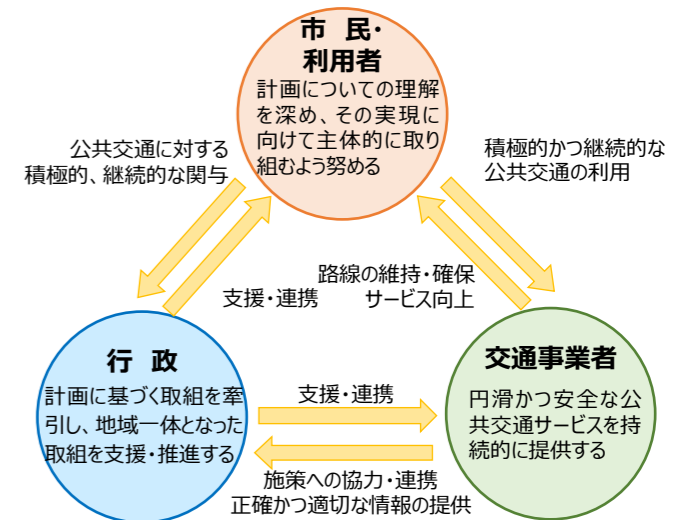 市 民・
利用者
計画についての理解
を深め、その実現に
向けて主体的に取り
組むよう努める
公共交通に対する
積極的、継続的な関与
積極的かつ継続的な
公共交通の利用
支援・連携
路線の維持・確保
サービス向上
行 政
計画に基づく取組を牽
引し、地域一体となった
取組を支援・推進する
支援・連携
施策への協力・連携
正確かつ適切な情報の提供
交通事業者
円滑かつ安全な公
共交通サービスを持
続的に提供する